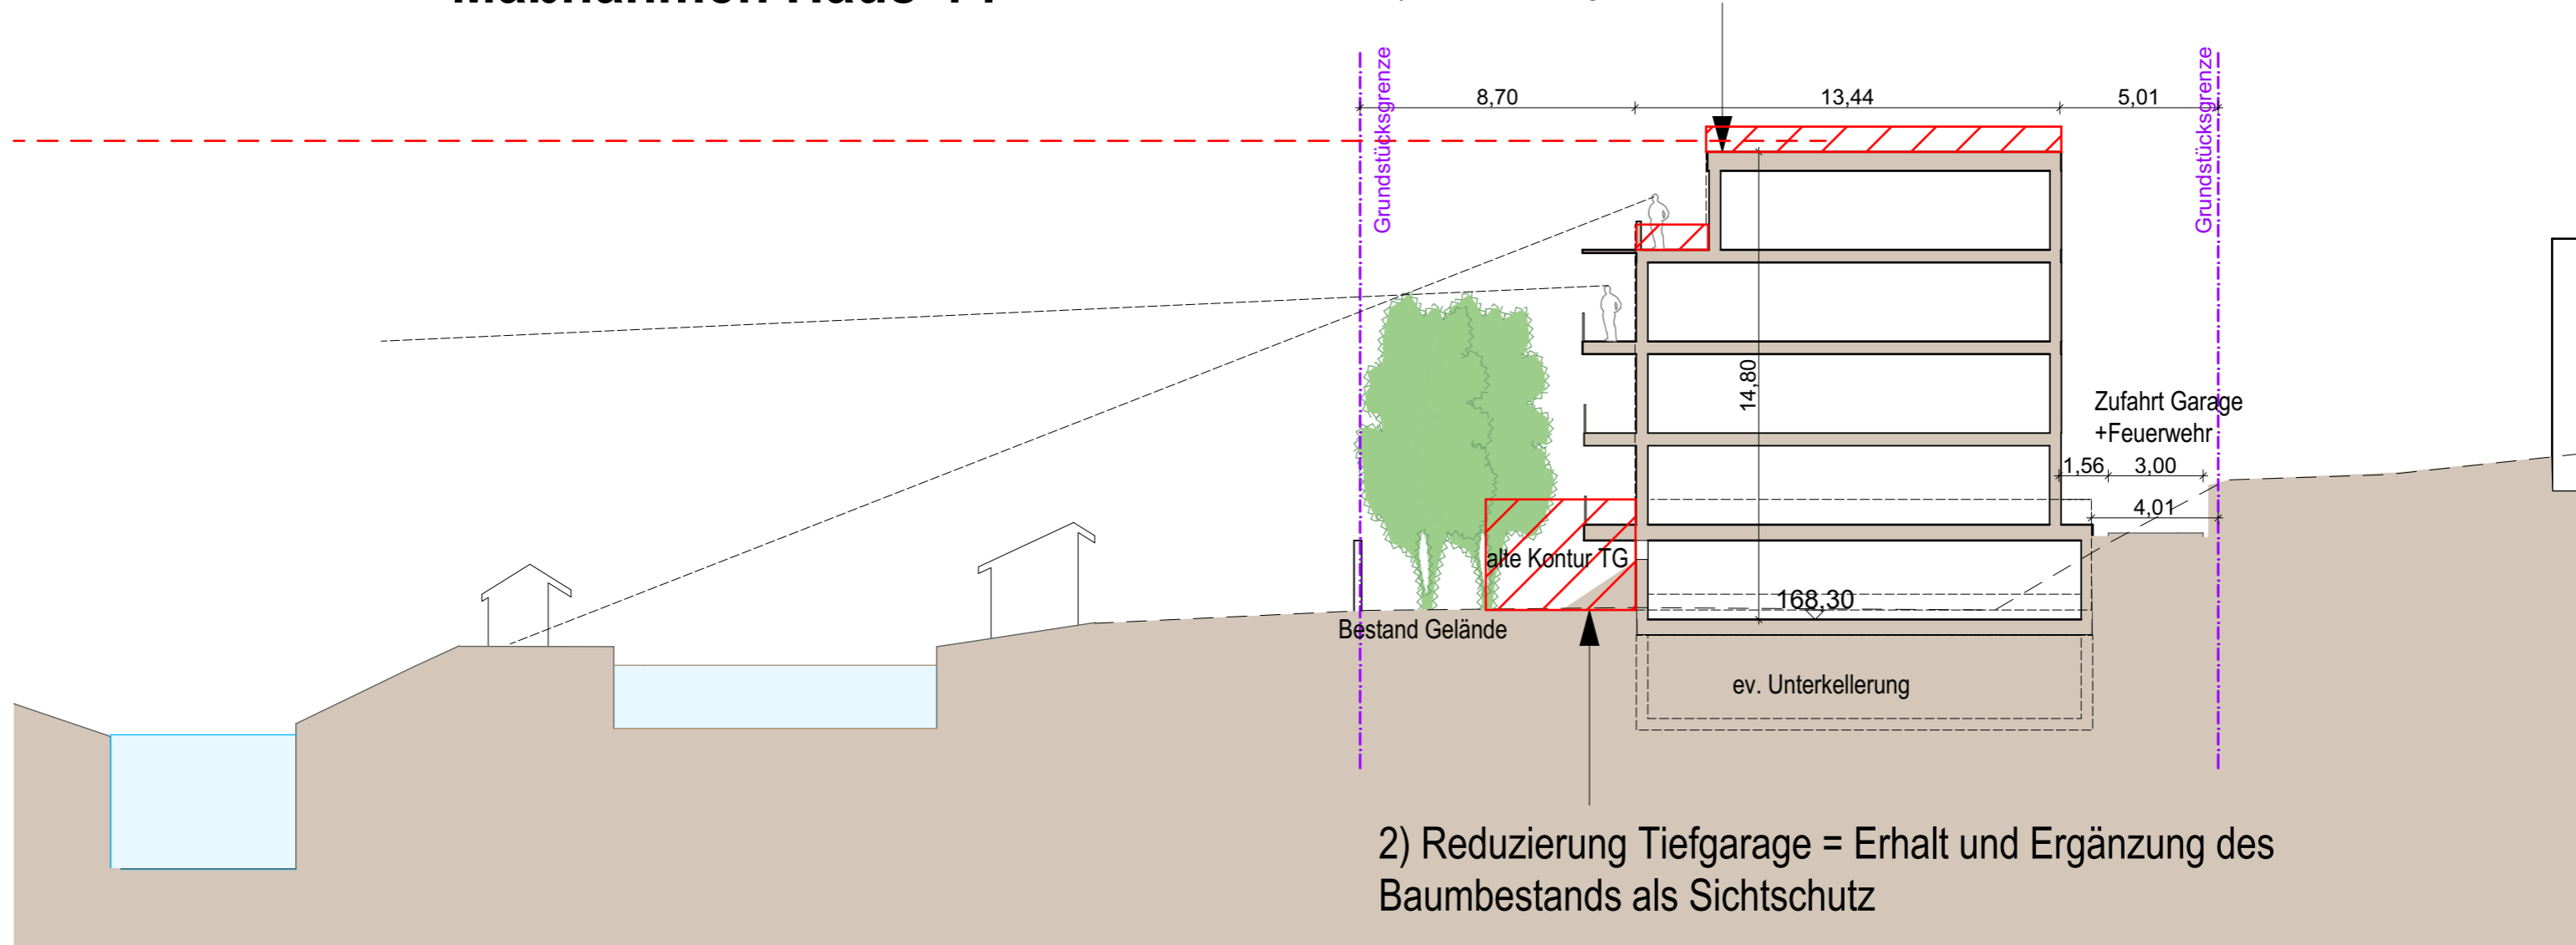 Maßnahmen Haus
Grundstücksgrenze
Grundstücksgrenze
8,70
13,44
5,01
14,80
Zufahrt Garage
+Feuerwehr
1,56
3,00
4,01
alte Kontur TG
168,30
Bestand Gelände
ev. Unterkellerung
2) Reduzierung Tiefgarage = Erhalt und Ergänzung des
Baumbestands als Sichtschutz